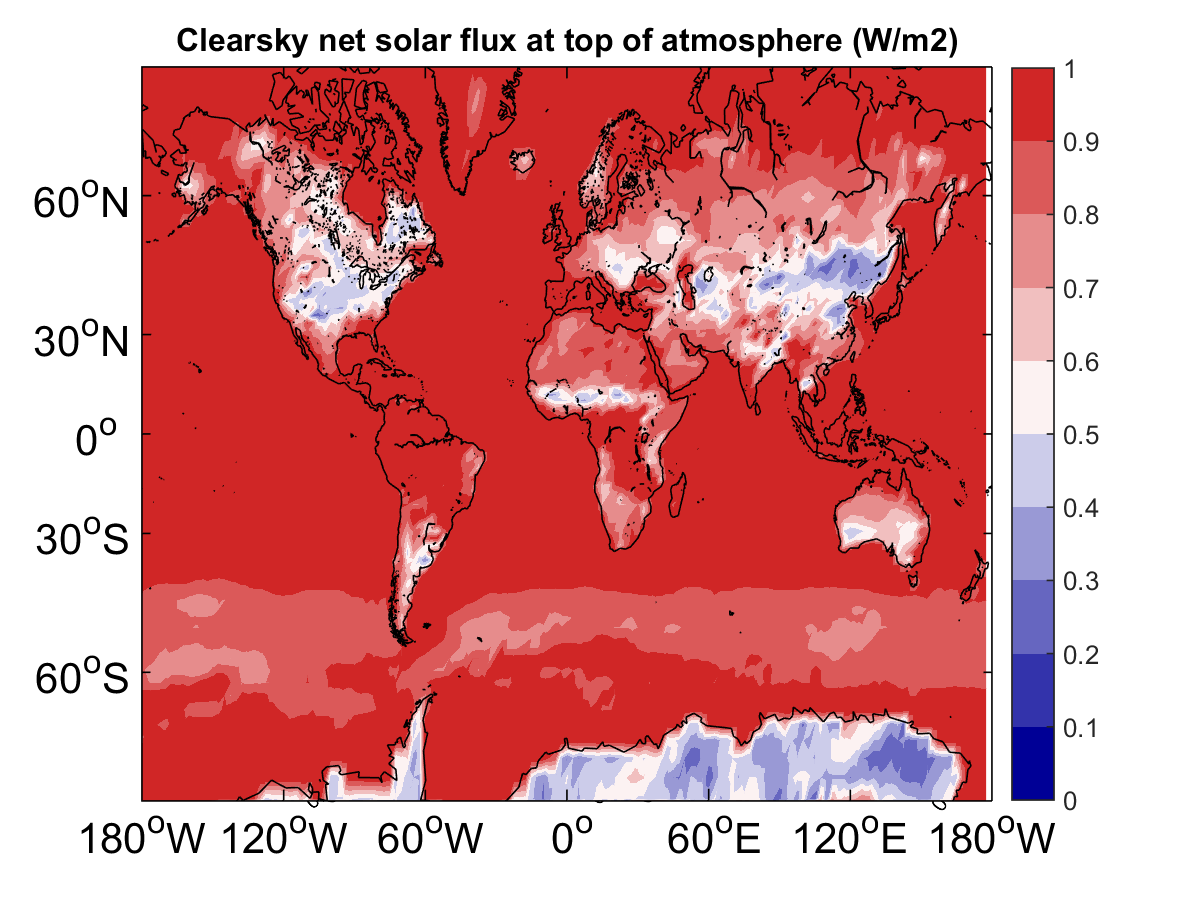 Clearsky net solar flux at top of atmosphere (W/m2)
1
0.9
0.8
0.7
0.6
0.5
0.4
0.3
0.2
0.1
0
60oN
30oN
0o
30oS
60oS
180oW 120oW 60oW 0o 60oE 120oE 180oW